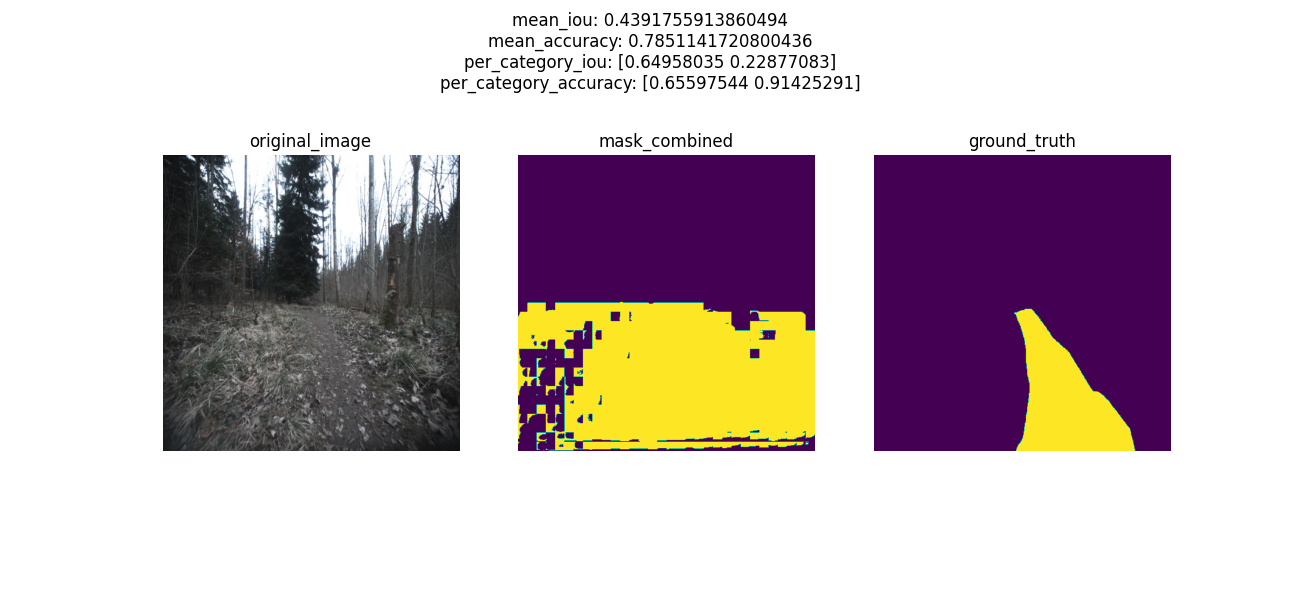 mean_iou: 0.4391755913860494
mean_accuracy: 0.7851141720800436
per_category_iou: [0.64958035 0.22877083]
per_category_accuracy: [0.65597544 0.91425291]
original_image
mask_combined
ground_truth